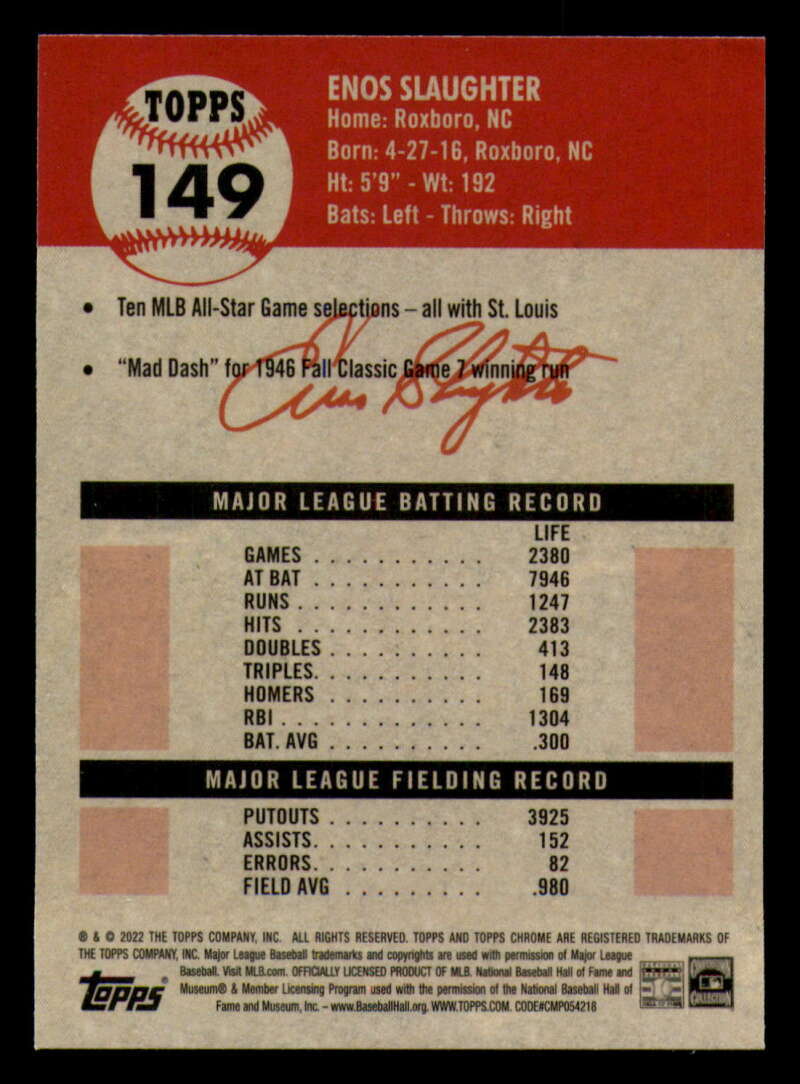 TOPPS
149
ENOS SLAUGHTER
Home: Roxboro, NC
Born: 4-27-16, Roxboro, NC
Ht: 5'9" - Wt: 192
Bats: Left - Throws: Right
• Ten MLB All-Star Game selections – all with St. Louis
• "Mad Dash" for 1946 Fall Classic Game 7 winning run
Enos Slaughter
MAJOR LEAGUE BATTING RECORD
LIFE
GAMES . . . . . . . . . . . 2380
AT BAT . . . . . . . . . . . 7946
RUNS . . . . . . . . . . . . 1247
HITS . . . . . . . . . . . . 2383
DOUBLES . . . . . . . . . . 413
TRIPLES. . . . . . . . . . . 148
HOMERS . . . . . . . . . . 169
RBI . . . . . . . . . . . . . 1304
BAT. AVG . . . . . . . . . . .300
MAJOR LEAGUE FIELDING RECORD
PUTOUTS . . . . . . . . . . 3925
ASSISTS. . . . . . . . . . . 152
ERRORS. . . . . . . . . . . 82
FIELD AVG . . . . . . . . . .980
® & © 2022 THE TOPPS COMPANY, INC. ALL RIGHTS RESERVED. TOPPS AND TOPPS CHROME ARE REGISTERED TRADEMARKS OF
THE TOPPS COMPANY, INC. Major League Baseball trademarks and copyrights are used with permission of Major League
Baseball. Visit MLB.com. OFFICIALLY LICENSED PRODUCT OF MLB. National Baseball Hall of Fame and
Museum® & Member Licensing Program used with the permission of the National Baseball Hall of
Fame and Museum, Inc. – www.BaseballHall.org. WWW.TOPPS.COM. CODE#CMP054218
topps®
COOPERSTOWN
COLLECTION